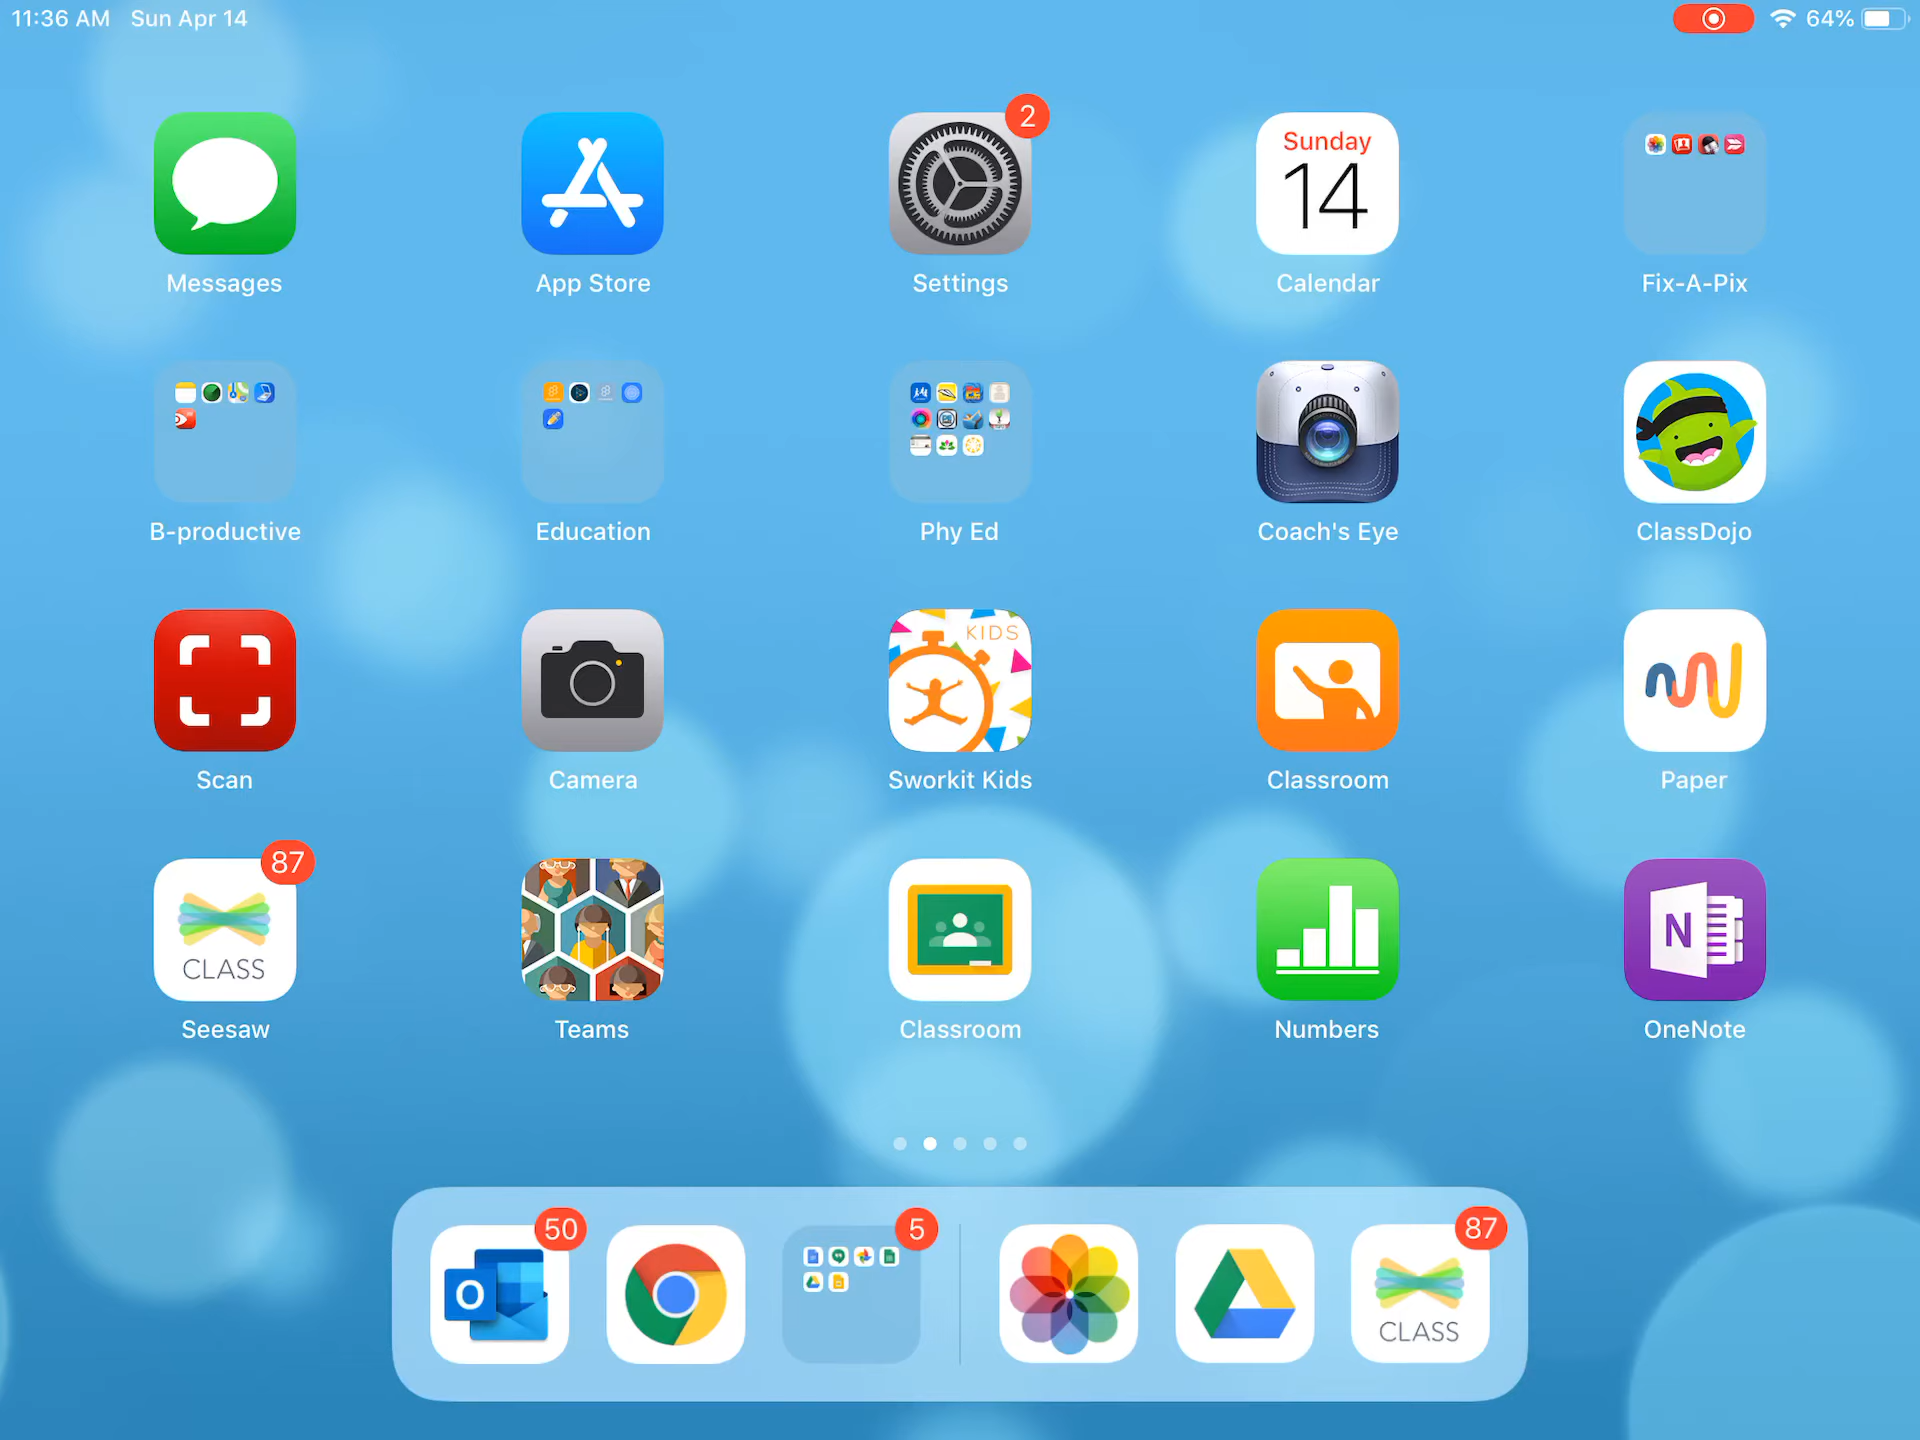 11:36 AM Sun Apr 14
64%
2
Sunday
14
Messages
App Store
Settings
Calendar
Fix-A-Pix
B-productive
Education
Phy Ed
Coach's Eye
ClassDojo
KIDS
Scan
Camera
Sworkit Kids
Classroom
Paper
87
CLASS
N
Seesaw
Teams
Classroom
Numbers
OneNote
50
5
87
O
CLASS